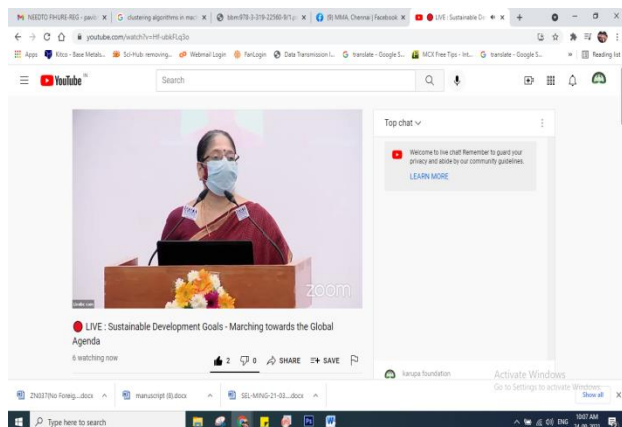 NEEDTO FIHURE-REG - pavi
clustering algorithms in mac
bbm:978-3-319-22560-9/1.p
(9) MMA, Chennai | Facebook
LIVE : Sustainable De
youtube.com/watch?v=Hf-ubkFLq3o
Apps
Kitco - Base Metals...
Sci-Hub: removing...
Webmail Login
FanLogin
Data Transmission I...
translate - Google S...
MCX Free Tips - Int...
translate - Google S...
Reading list
YouTube IN
Search
Top chat
Welcome to live chat! Remember to guard your
privacy and abide by our community guidelines.
LEARN MORE
zoom
LIVE : Sustainable Development Goals - Marching towards the Global
Agenda
6 watching now
2
0
SHARE
SAVE
karupa foundation
Activate Windows
Go to Settings to activate Windows.
ZN037(No Foreig....docx
manuscript (8).docx
SEL-MING-21-03....docx
Show all
Type here to search
ENG
10:07 AM